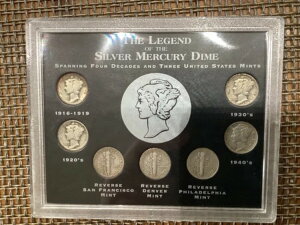 The Legend
of the
Silver Mercury Dime
Spanning Four Decades and Three United States Mints
1916-1919
1930's
1920's
1940's
Reverse
San Francisco
Mint
Reverse
Denver
Mint
Reverse
Philadelphia
Mint